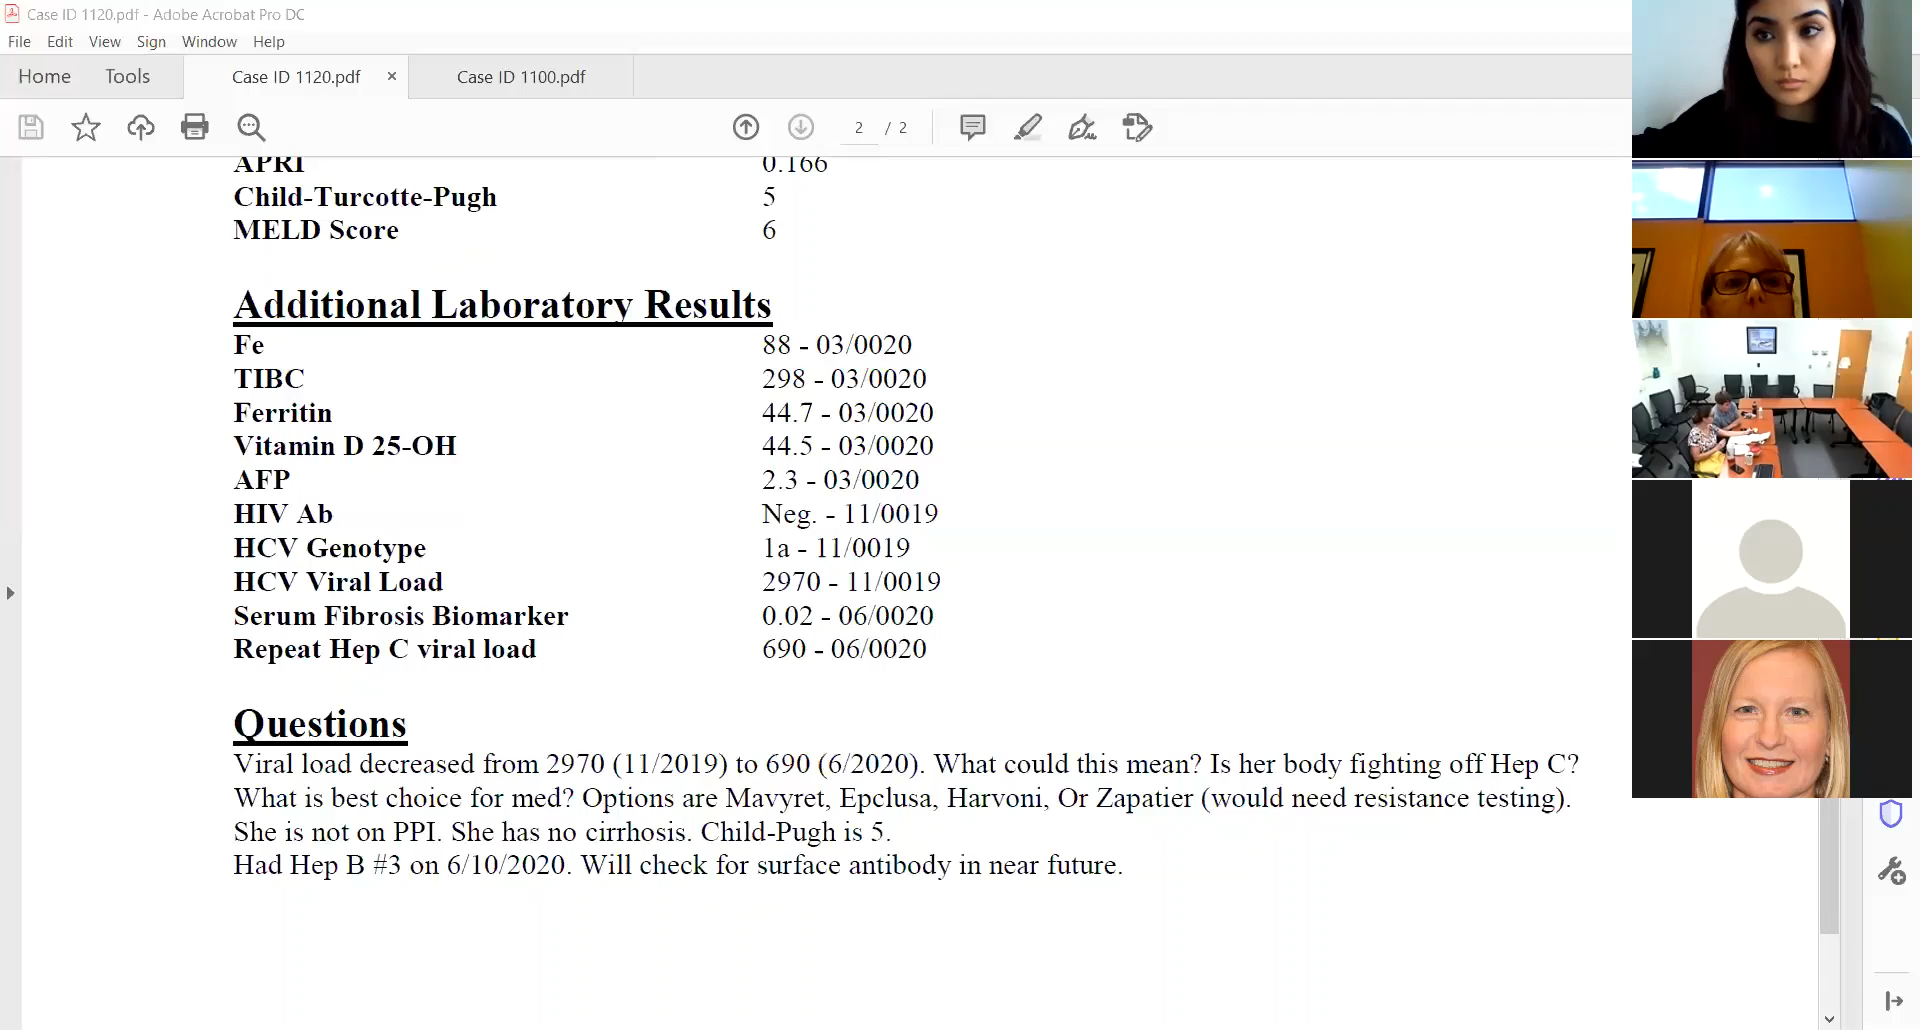 Case ID 1120.pdf - Adobe Acrobat Pro DC
File Edit View Sign Window Help
Home Tools Case ID 1120.pdf × Case ID 1100.pdf
2 / 2
APRI 0.166
Child-Turcotte-Pugh 5
MELD Score 6
Additional Laboratory Results
Fe 88 - 03/0020
TIBC 298 - 03/0020
Ferritin 44.7 - 03/0020
Vitamin D 25-OH 44.5 - 03/0020
AFP 2.3 - 03/0020
HIV Ab Neg. - 11/0019
HCV Genotype 1a - 11/0019
HCV Viral Load 2970 - 11/0019
Serum Fibrosis Biomarker 0.02 - 06/0020
Repeat Hep C viral load 690 - 06/0020
Questions
Viral load decreased from 2970 (11/2019) to 690 (6/2020). What could this mean? Is her body fighting off Hep C?
What is best choice for med? Options are Mavyret, Epclusa, Harvoni, Or Zapatier (would need resistance testing).
She is not on PPI. She has no cirrhosis. Child-Pugh is 5.
Had Hep B #3 on 6/10/2020. Will check for surface antibody in near future.